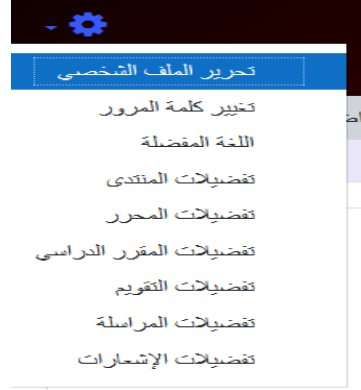 تحرير الملف الشخصي
تغيير كلمة المرور
اللغة المفضلة
تفضيلات المنتدى
تفضيلات المحرر
تفضيلات المقرر الدراسي
تفضيلات التقويم
تفضيلات المراسلة
تفضيلات الإشعارات